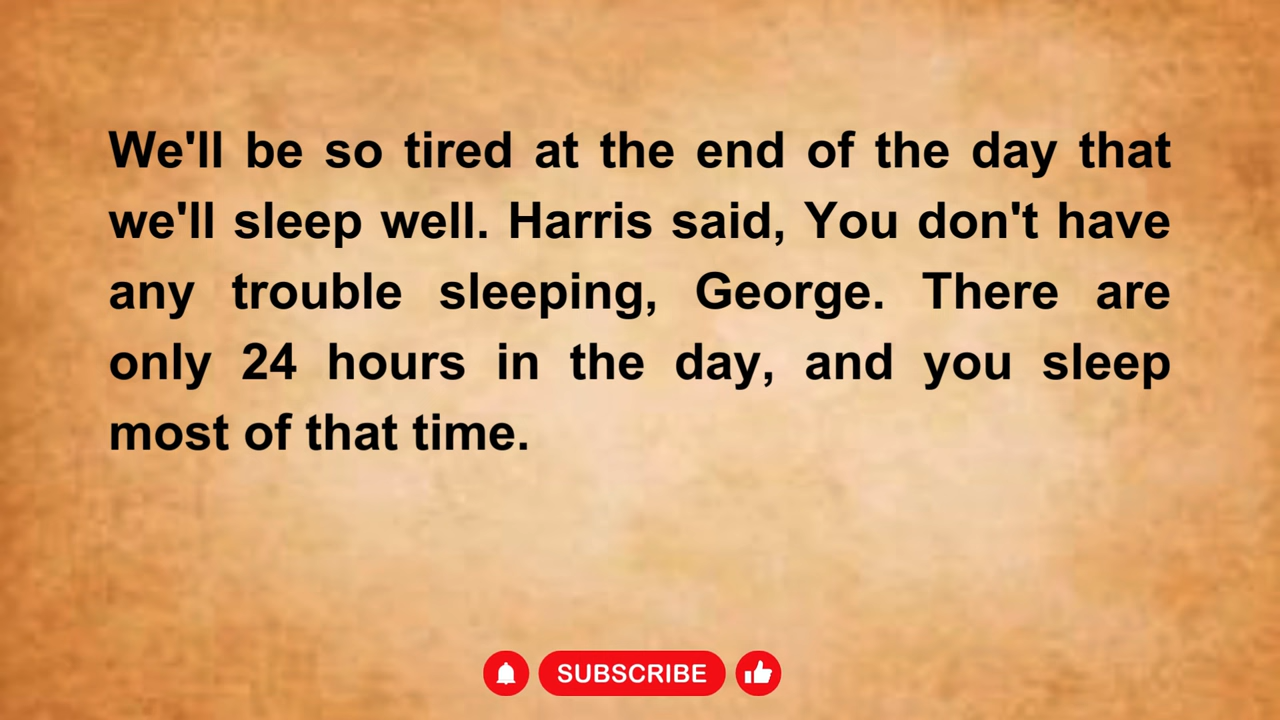 We'll be so tired at the end of the day that
we'll sleep well. Harris said, You don't have
any trouble sleeping, George. There are
only 24 hours in the day, and you sleep
most of that time.
SUBSCRIBE